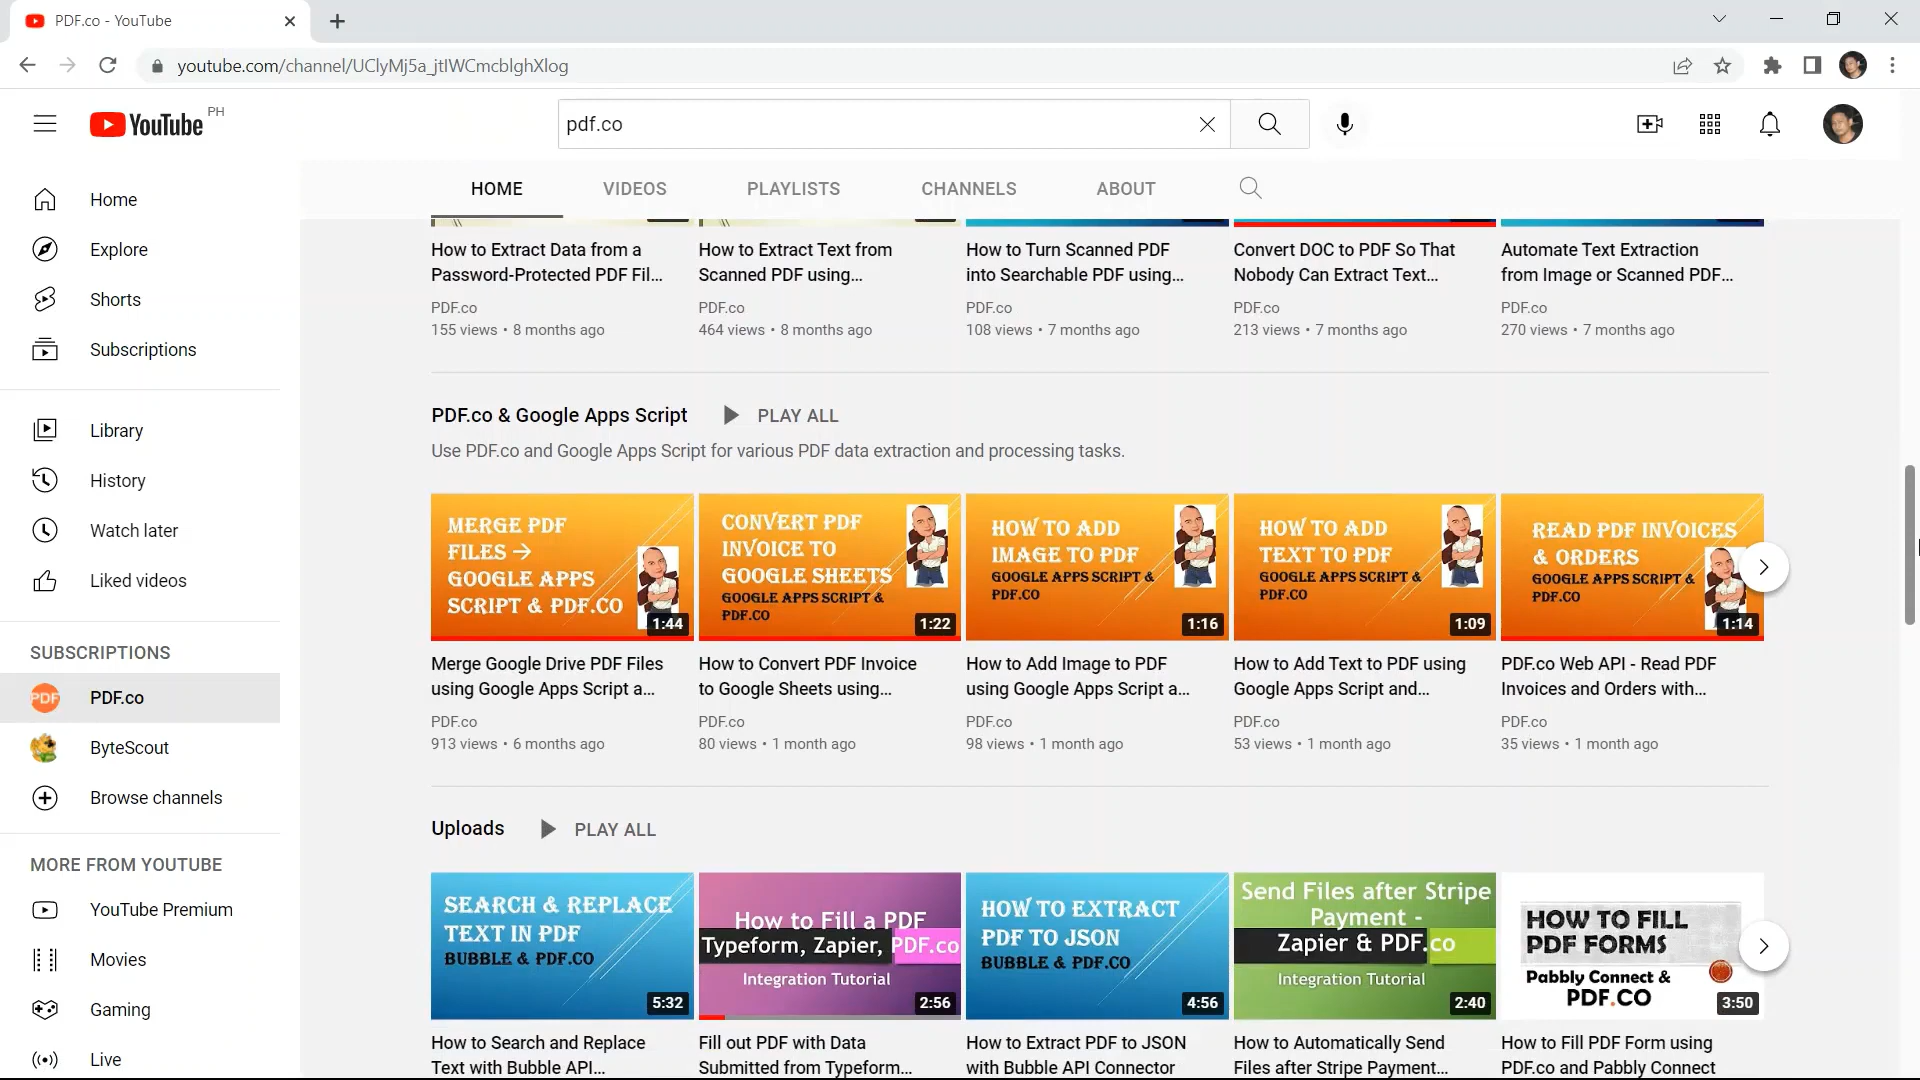 PDF.co - YouTube
youtube.com/channel/UClyMj5a_jtIWCmcblghXlog
YouTube PH
pdf.co
HOME VIDEOS PLAYLISTS CHANNELS ABOUT
Home
Explore
Shorts
Subscriptions
Library
History
Watch later
Liked videos
SUBSCRIPTIONS
PDF
PDF.co
ByteScout
Browse channels
MORE FROM YOUTUBE
YouTube Premium
Movies
Gaming
Live
How to Extract Data from a
Password-Protected PDF Fil...
PDF.co
155 views • 8 months ago
How to Extract Text from
Scanned PDF using...
PDF.co
464 views • 8 months ago
How to Turn Scanned PDF
into Searchable PDF using...
PDF.co
108 views • 7 months ago
Convert DOC to PDF So That
Nobody Can Extract Text...
PDF.co
213 views • 7 months ago
Automate Text Extraction
from Image or Scanned PDF...
PDF.co
270 views • 7 months ago
PDF.co & Google Apps Script PLAY ALL
Use PDF.co and Google Apps Script for various PDF data extraction and processing tasks.
MERGE PDF
FILES →
GOOGLE APPS
SCRIPT & PDF.CO
1:44
Merge Google Drive PDF Files
using Google Apps Script a...
PDF.co
913 views • 6 months ago
CONVERT PDF
INVOICE TO
GOOGLE SHEETS
GOOGLE APPS SCRIPT &
PDF.CO
1:22
How to Convert PDF Invoice
to Google Sheets using...
PDF.co
80 views • 1 month ago
HOW TO ADD
IMAGE TO PDF
GOOGLE APPS SCRIPT &
PDF.CO
1:16
How to Add Image to PDF
using Google Apps Script a...
PDF.co
98 views • 1 month ago
HOW TO ADD
TEXT TO PDF
GOOGLE APPS SCRIPT &
PDF.CO
1:09
How to Add Text to PDF using
Google Apps Script and...
PDF.co
53 views • 1 month ago
READ PDF INVOICES
& ORDERS
GOOGLE APPS SCRIPT &
PDF.CO
1:14
PDF.co Web API - Read PDF
Invoices and Orders with...
PDF.co
35 views • 1 month ago
Uploads PLAY ALL
SEARCH & REPLACE
TEXT IN PDF
BUBBLE & PDF.CO
5:32
How to Search and Replace
Text with Bubble API...
How to Fill a PDF
Typeform, Zapier, PDF.co
Integration Tutorial
2:56
Fill out PDF with Data
Submitted from Typeform...
HOW TO EXTRACT
PDF TO JSON
BUBBLE & PDF.CO
4:56
How to Extract PDF to JSON
with Bubble API Connector
Send Files after Stripe
Payment -
Zapier & PDF.co
Integration Tutorial
2:40
How to Automatically Send
Files after Stripe Payment...
HOW TO FILL
PDF FORMS
Pabbly Connect &
PDF.CO
3:50
How to Fill PDF Form using
PDF.co and Pabbly Connect